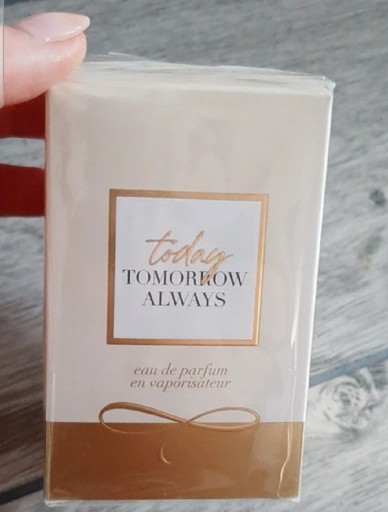 today
TOMORROW
ALWAYS
eau de parfum
en vaporisateur